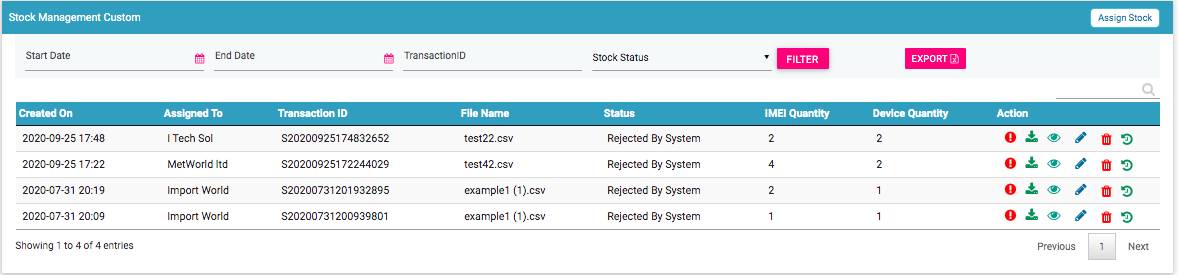 Stock Management Custom Assign Stock
Start Date End Date TransactionID Stock Status FILTER EXPORT
Created On Assigned To Transaction ID File Name Status IMEI Quantity Device Quantity Action
2020-09-25 17:48 I Tech Sol S20200925174832652 test22.csv Rejected By System 2 2
2020-09-25 17:22 MetWorld ltd S20200925172244029 test42.csv Rejected By System 4 2
2020-07-31 20:19 Import World S20200731201932895 example1 (1).csv Rejected By System 2 1
2020-07-31 20:09 Import World S20200731200939801 example1 (1).csv Rejected By System 1 1
Showing 1 to 4 of 4 entries Previous 1 Next